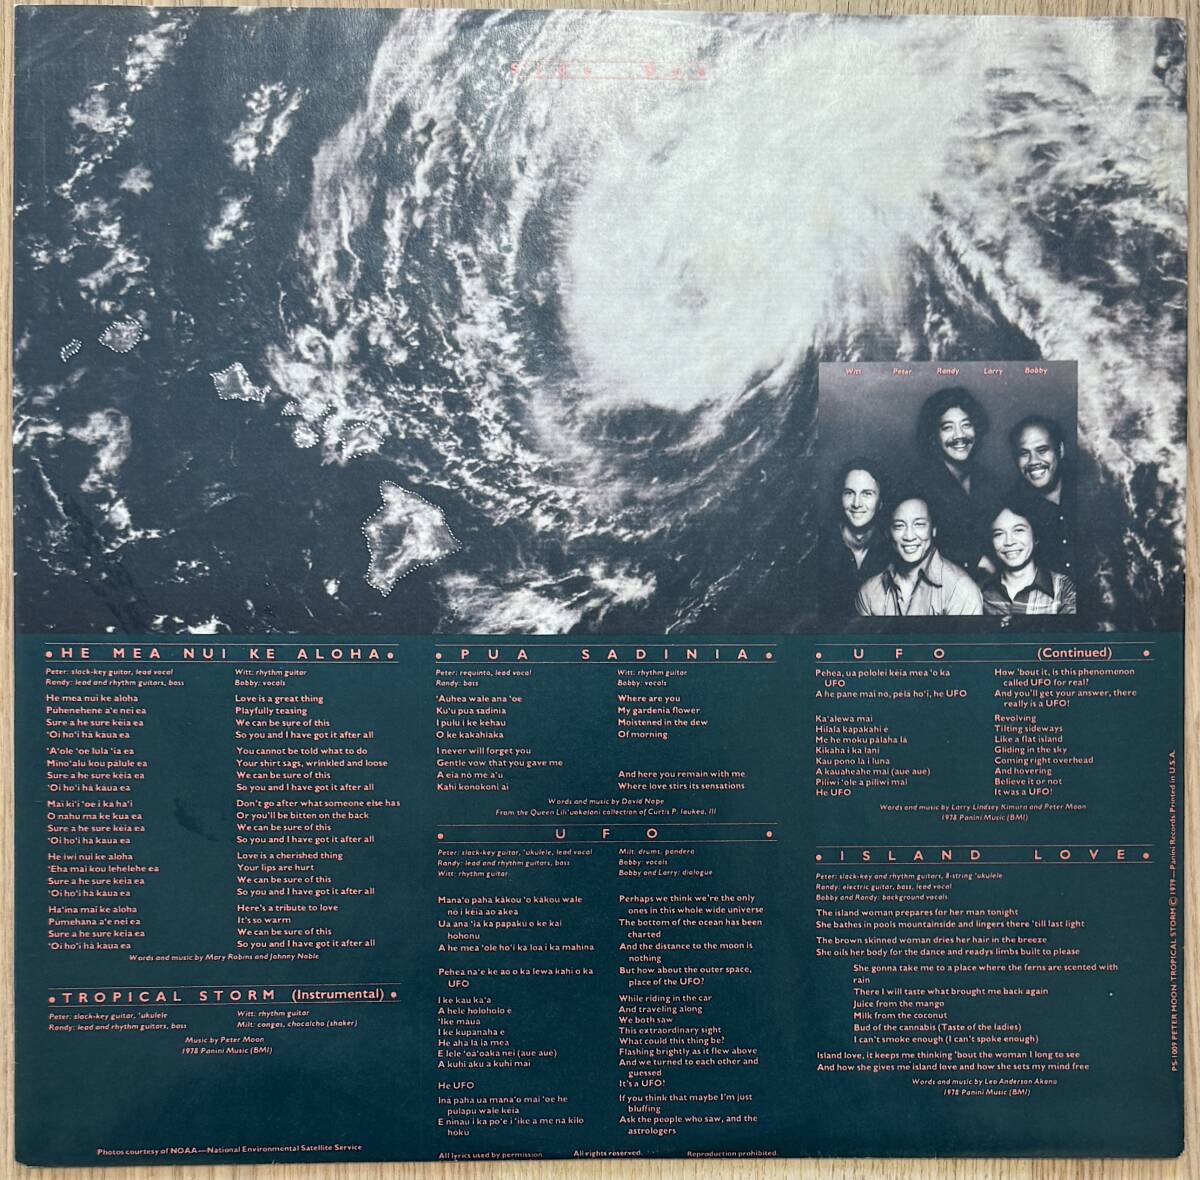 Side One
Witt Peter Randy Larry Bobby
HE MEA NUI KE ALOHA
Peter: slack-key guitar, lead vocal
Randy: lead and rhythm guitars, bass
Witt: rhythm guitar
Bobby: vocals
He mea nui ke aloha
Pūhenehene a'e nei ea
Sure a he sure kēia ea
'Oi ho'i hā kāua ea
Love is a great thing
Playfully teasing
We can be sure of this
So you and I have got it after all
'A'ole 'oe lula 'ia ea
Mino'alu kou pālule ea
Sure a he sure kēia ea
'Oi ho'i hā kāua ea
You cannot be told what to do
Your shirt sags, wrinkled and loose
We can be sure of this
So you and I have got it after all
Mai ki'i 'oe i kā ha'i
O nahu ma ke kua ea
Sure a he sure kēia ea
'Oi ho'i hā kāua ea
Don't go after what someone else has
Or you'll be bitten on the back
We can be sure of this
So you and I have got it after all
He iwi nui ke aloha
'Eha mai kou lehelehe ea
Sure a he sure kēia ea
'Oi ho'i hā kāua ea
Love is a cherished thing
Your lips are hurt
We can be sure of this
So you and I have got it after all
Ha'ina mai ke aloha
Pumehana a'e nei ea
Sure a he sure kēia ea
'Oi ho'i hā kāua ea
Here's a tribute to love
It's so warm
We can be sure of this
So you and I have got it after all
Words and music by Mary Robins and Johnny Noble
TROPICAL STORM (Instrumental)
Peter: slack-key guitar, 'ukulele
Randy: lead and rhythm guitars, bass
Witt: rhythm guitar
Milt: congas, chocalcho (shaker)
Music by Peter Moon
1978 Panini Music (BMI)
Photos courtesy of NOAA—National Environmental Satellite Service
PUA SADINIA
Peter: requinto, lead vocal
Randy: bass
Witt: rhythm guitar
Bobby: vocals
'Auhea wale ana 'oe
Ku'u pua sadinia
I pulu i ke kēhau
O ke kakahiaka
Where are you
My gardenia flower
Moistened in the dew
Of morning
I never will forget you
Gentle vow that you gave me
A eia nō me a'u
Kahi konokonoi ai
And here you remain with me
Where love stirs its sensations
Words and music by David Nape
From the Queen Lili'uokalani collection of Curtis P. Iaukea, III
UFO
Peter: slack-key guitar, 'ukulele, lead vocal
Randy: lead and rhythm guitars, bass
Witt: rhythm guitar
Milt: drums, pandero
Bobby: vocals
Bobby and Larry: dialogue
Mana'o paha kākou 'o kākou wale
nō i kēia ao ākea
Ua ana 'ia ka papakū o ke kai
hohonu
A he mea 'ole ho'i ka loa i ka mahina
Perhaps we think we're the only
ones in this whole wide universe
The bottom of the ocean has been
charted
And the distance to the moon is
nothing
Pehea na'e ke ao o ka lewa kahi o ka
UFO
But how about the outer space,
place of the UFO?
I ke kau ka'a
A hele holoholo ē
'Ike māua
I ke kupanaha ē
He aha lā ia mea
E lele 'oa'oaka nei (aue aue)
A kuhi aku a kuhi mai
He UFO
While riding in the car
And traveling along
We both saw
This extraordinary sight
What could this thing be?
Flashing brightly as it flew above
And we turned to each other and
guessed
It's a UFO!
Inā paha ua mana'o mai 'oe he
pulapu wale kēia
E ninau i ka po'e i 'ike a me nā kilo
hōkū
If you think that maybe I'm just
bluffing
Ask the people who saw, and the
astrologers
All lyrics used by permission. All rights reserved. Reproduction prohibited.
UFO (Continued)
Pehea, ua pololei kēia mea 'o ka
UFO
A he pane mai no, pēlā ho'i, he UFO
How 'bout it, is this phenomenon
called UFO for real?
And you'll get your answer, there
really is a UFO!
Ka'alewa mai
Hilala kapakahi ē
Me he moku pālaha lā
Kikaha i ka lani
Kau pono lā i luna
A kauaheahe mai (aue aue)
Piliwi 'ole a piliwi mai
He UFO
Revolving
Tilting sideways
Like a flat island
Gliding in the sky
Coming right overhead
And hovering
Believe it or not
It was a UFO!
Words and music by Larry Lindsey Kimura and Peter Moon
1978 Panini Music (BMI)
ISLAND LOVE
Peter: slack-key and rhythm guitars, 8-string 'ukulele
Randy: electric guitar, bass, lead vocal
Bobby and Randy: background vocals
The island woman prepares for her man tonight
She bathes in pools mountainside and lingers there 'till last light
The brown skinned woman dries her hair in the breeze
She oils her body for the dance and readys limbs built to please
She gonna take me to a place where the ferns are scented with
rain
There I will taste what brought me back again
Juice from the mango
Milk from the coconut
Bud of the cannabis (Taste of the ladies)
I can't smoke enough (I can't spoke enough)
Island love, it keeps me thinking 'bout the woman I long to see
And how she gives me island love and how she sets my mind free
Words and music by Leo Anderson Akana
1978 Panini Music (BMI)
PS-1009 PETER MOON TROPICAL STORM © 1979—Panini Records Printed in U.S.A.